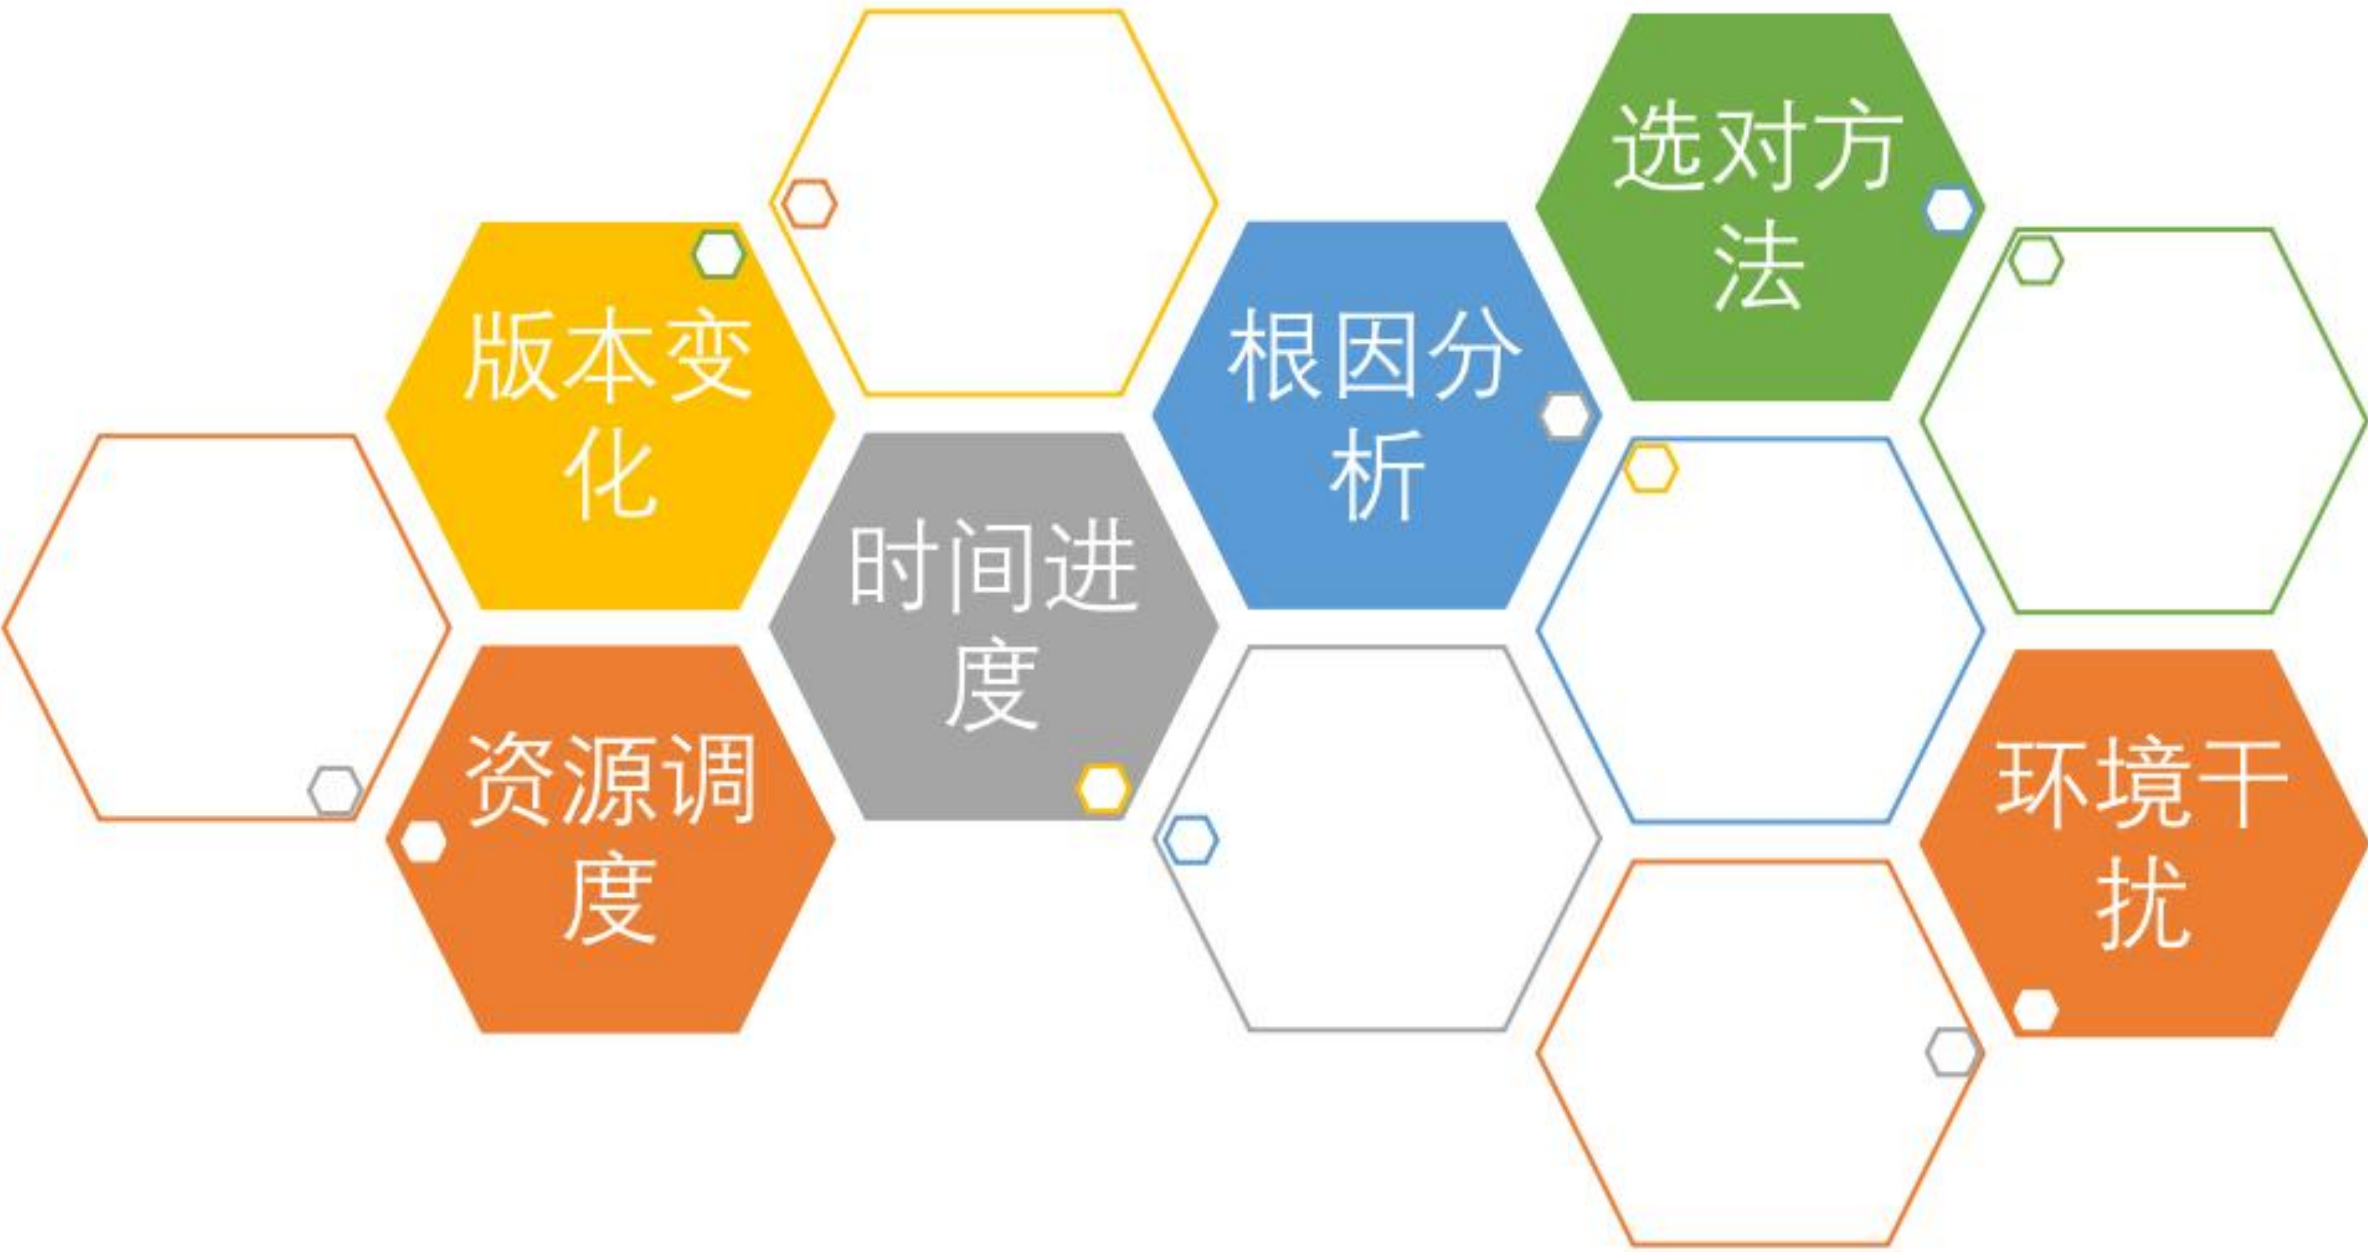 版本变
化
资源调
度
时间进
度
根因分
析
选对方
法
环境干
扰